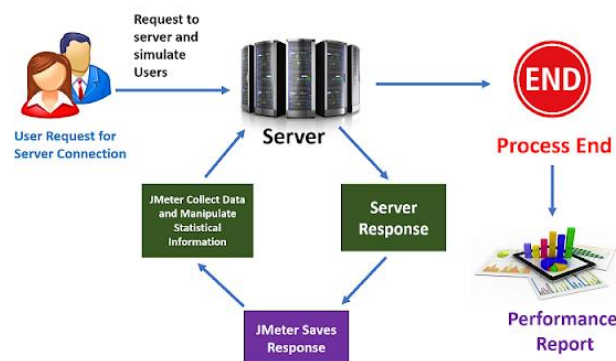 Request to
server and
simulate
Users
User Request for
Server Connection
Server
END
Process End
JMeter Collect Data
and Manipulate
Statistical
Information
Server
Response
JMeter Saves
Response
Performance
Report